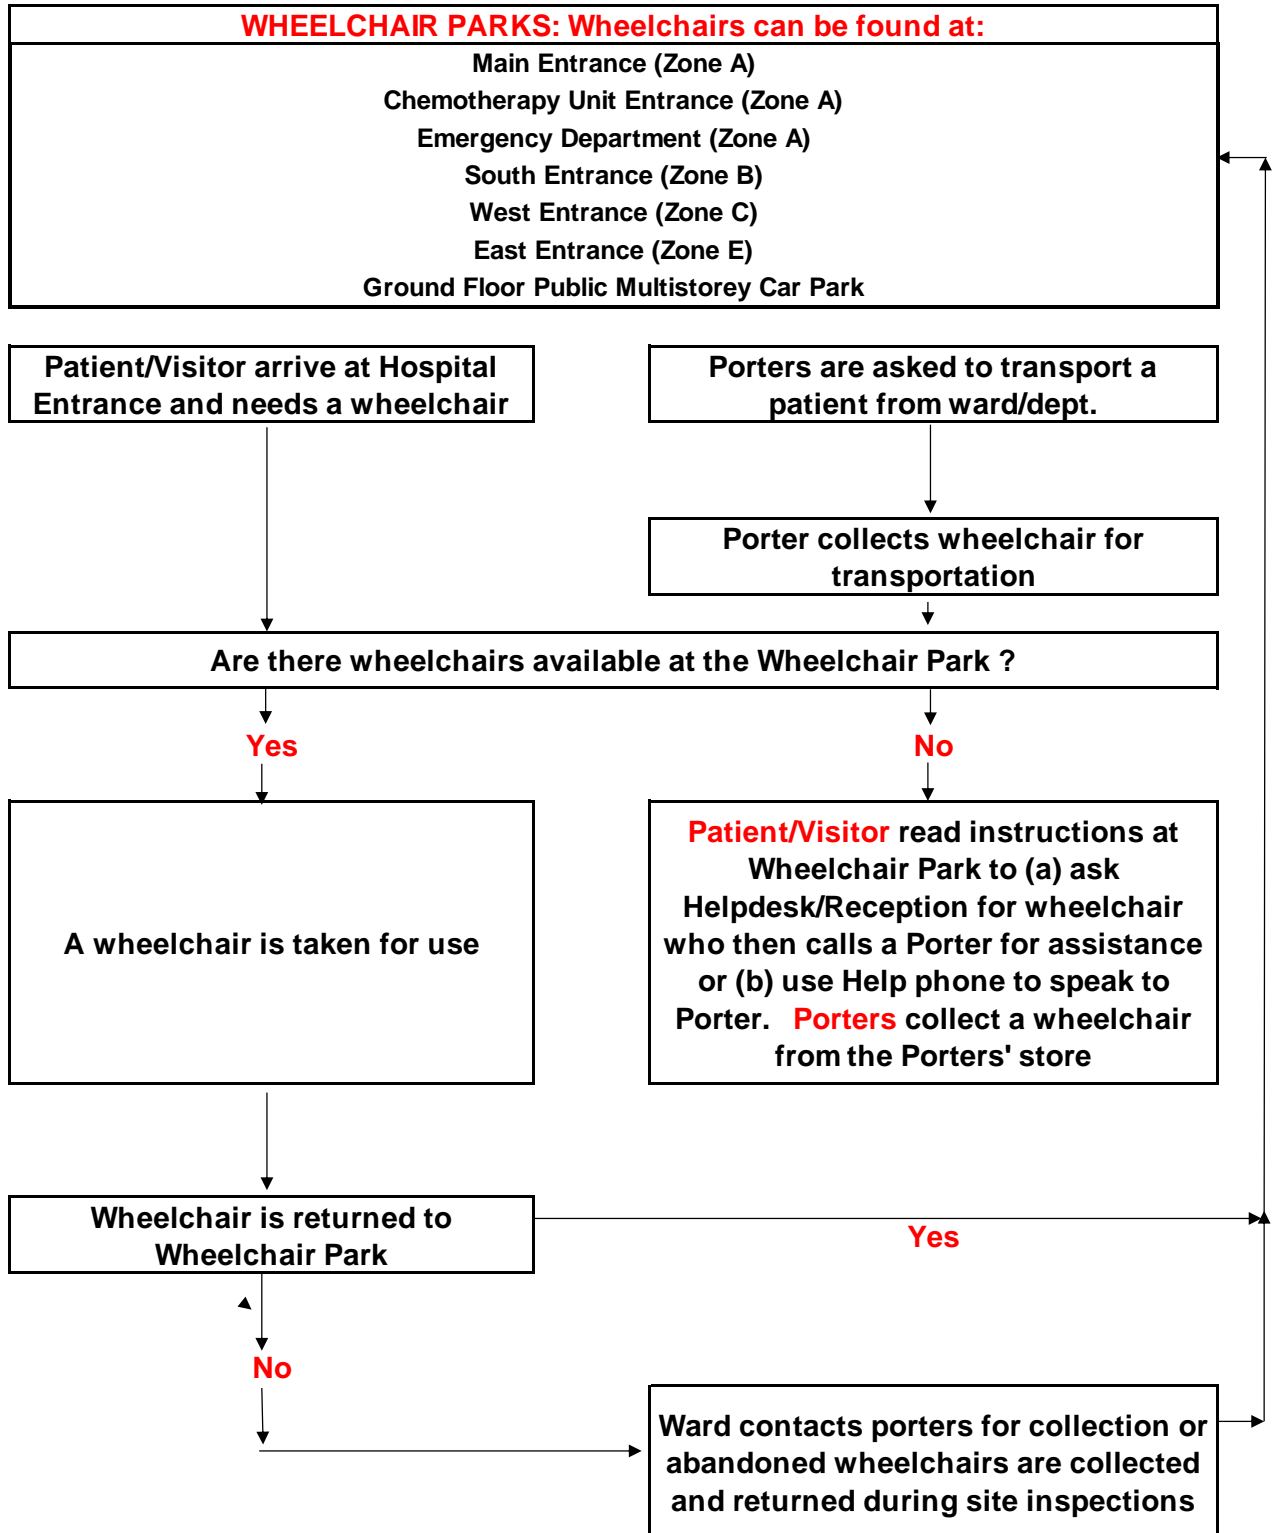 WHEELCHAIR PARKS: Wheelchairs can be found at:
Main Entrance (Zone A)
Chemotherapy Unit Entrance (Zone A)
Emergency Department (Zone A)
South Entrance (Zone B)
West Entrance (Zone C)
East Entrance (Zone E)
Ground Floor Public Multistorey Car Park
Patient/Visitor arrive at Hospital
Entrance and needs a wheelchair
Porters are asked to transport a
patient from ward/dept.
Porter collects wheelchair for
transportation
Are there wheelchairs available at the Wheelchair Park ?
Yes
No
A wheelchair is taken for use
Patient/Visitor read instructions at
Wheelchair Park to (a) ask
Helpdesk/Reception for wheelchair
who then calls a Porter for assistance
or (b) use Help phone to speak to
Porter. Porters collect a wheelchair
from the Porters' store
Wheelchair is returned to
Wheelchair Park
Yes
No
Ward contacts porters for collection or
abandoned wheelchairs are collected
and returned during site inspections